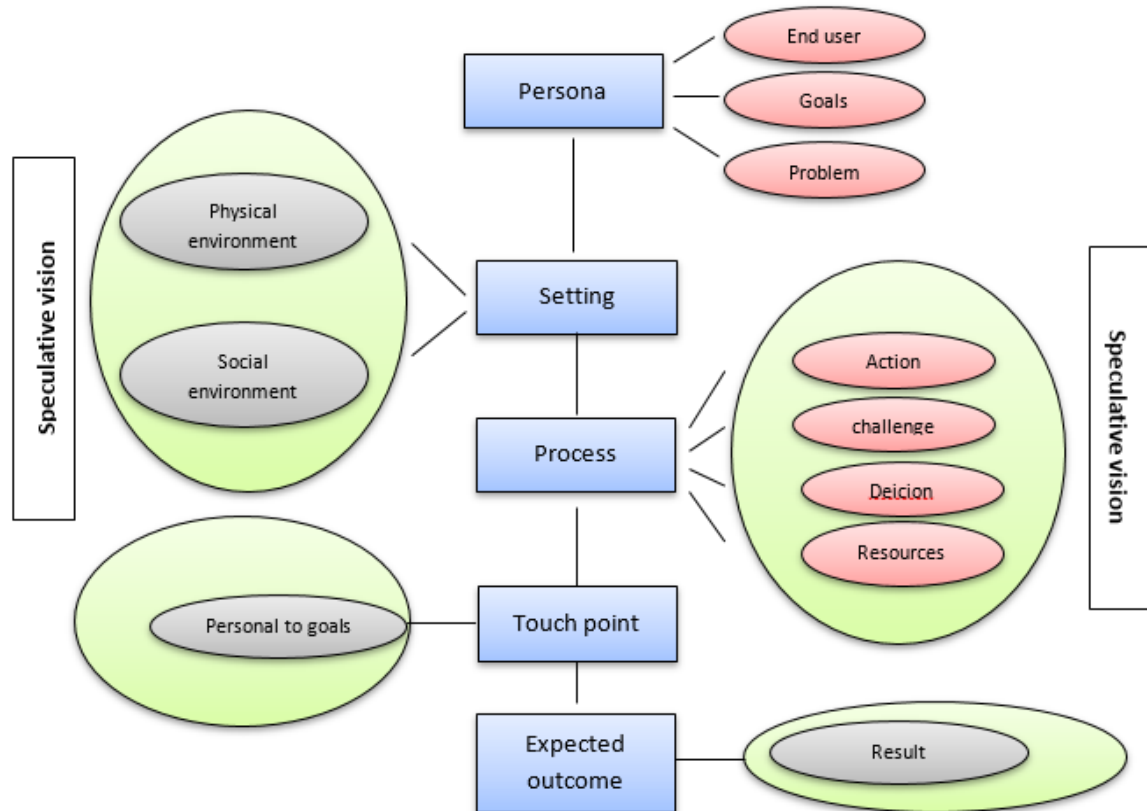 End user
Persona
Goals
Problem
Speculative vision
Physical
environment
Setting
Social
environment
Speculative vision
Action
challenge
Process
Deicion
Resources
Personal to goals
Touch point
Expected
outcome
Result